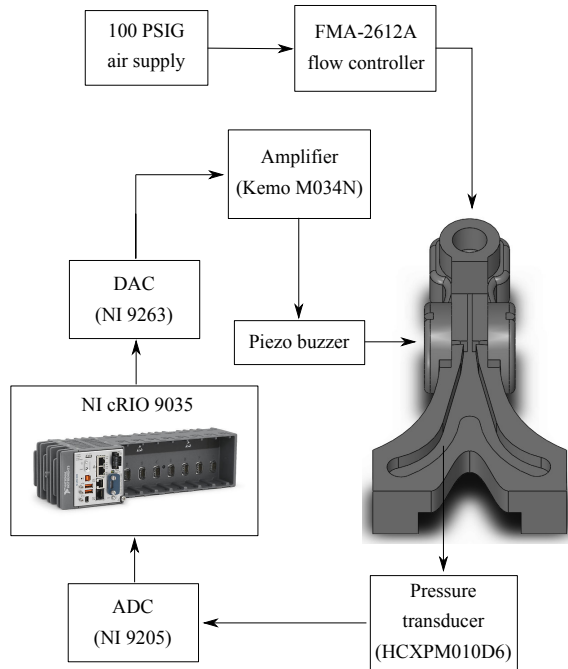 100 PSIG
air supply
FMA-2612A
flow controller
Amplifier
(Kemo M034N)
DAC
(NI 9263)
Piezo buzzer
NI cRIO 9035
ADC
(NI 9205)
Pressure
transducer
(HCXPM010D6)